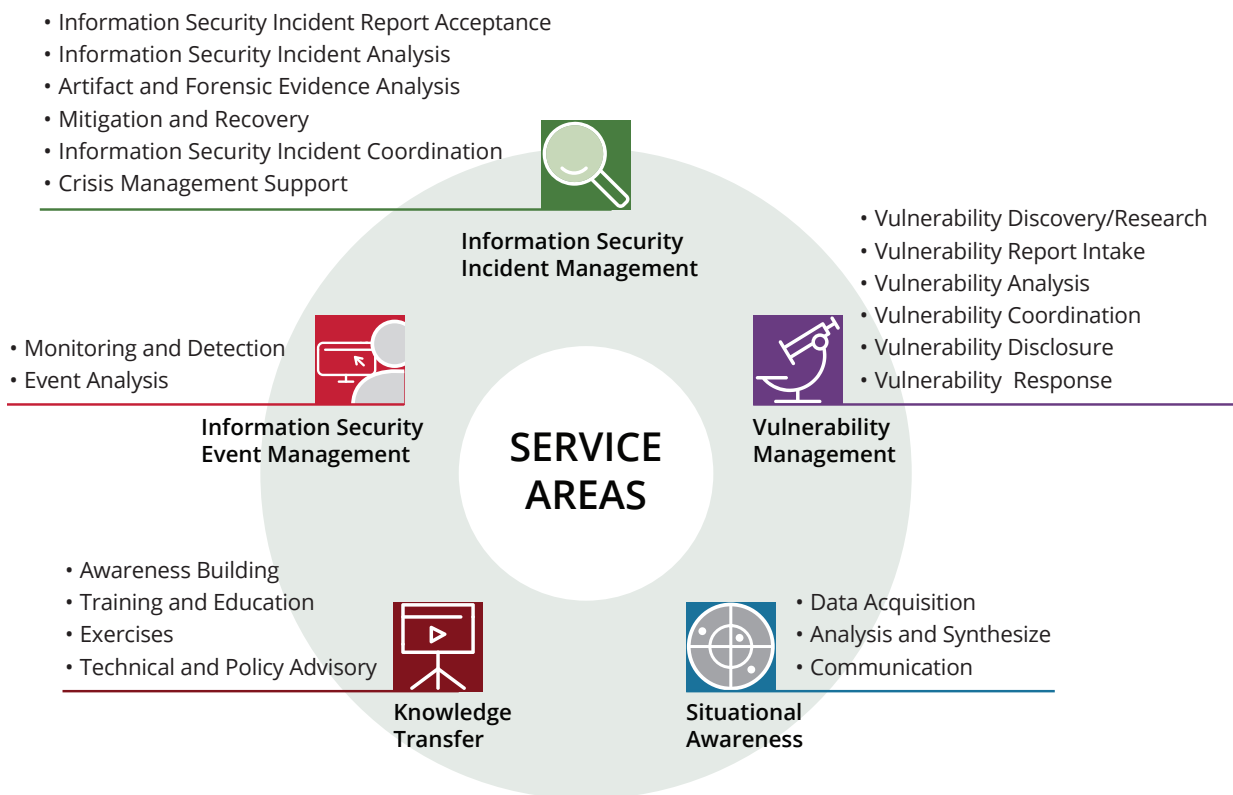 • Information Security Incident Report Acceptance
• Information Security Incident Analysis
• Artifact and Forensic Evidence Analysis
• Mitigation and Recovery
• Information Security Incident Coordination
• Crisis Management Support
Information Security
Incident Management
• Vulnerability Discovery/Research
• Vulnerability Report Intake
• Vulnerability Analysis
• Vulnerability Coordination
• Vulnerability Disclosure
• Vulnerability  Response
Vulnerability
Management
• Monitoring and Detection
• Event Analysis
Information Security
Event Management
SERVICE
AREAS
• Awareness Building
• Training and Education
• Exercises
• Technical and Policy Advisory
Knowledge
Transfer
• Data Acquisition
• Analysis and Synthesize
• Communication
Situational
Awareness